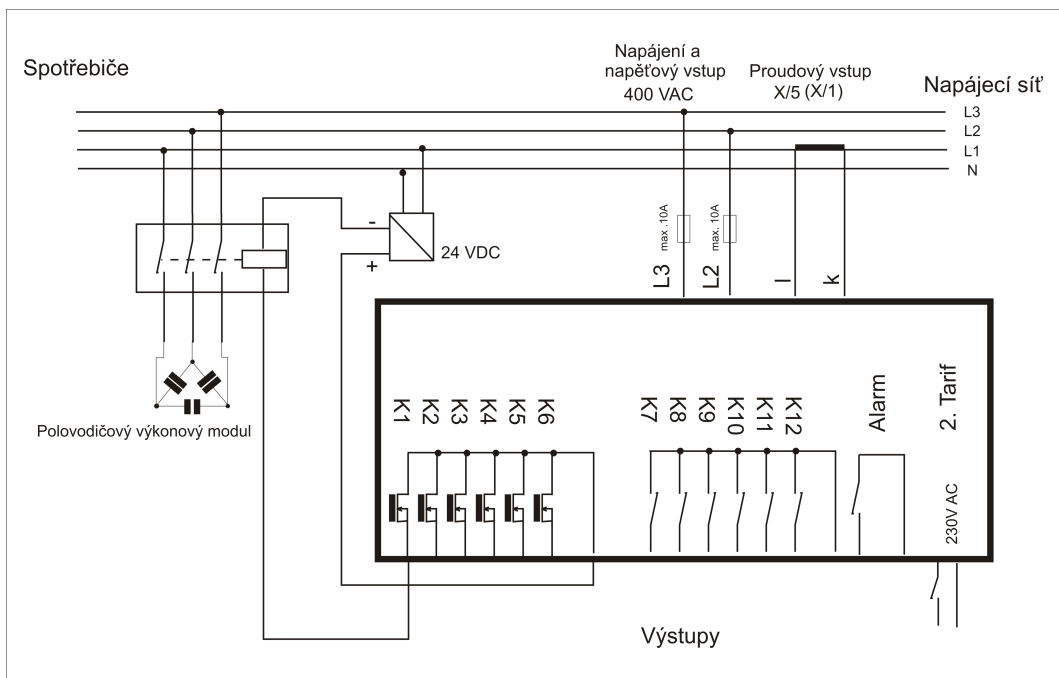 Spotřebiče
Napájení a
napěťový vstup
400 VAC
Proudový vstup
X/5 (X/1)
Napájecí síť
L3
L2
L1
N
-
+
24 VDC
max. 10A
max. 10A
L3
L2
l
k
Polovodičový výkonový modul
K1
K2
K3
K4
K5
K6
K7
K8
K9
K10
K11
K12
Alarm
2. Tarif
230V AC
Výstupy